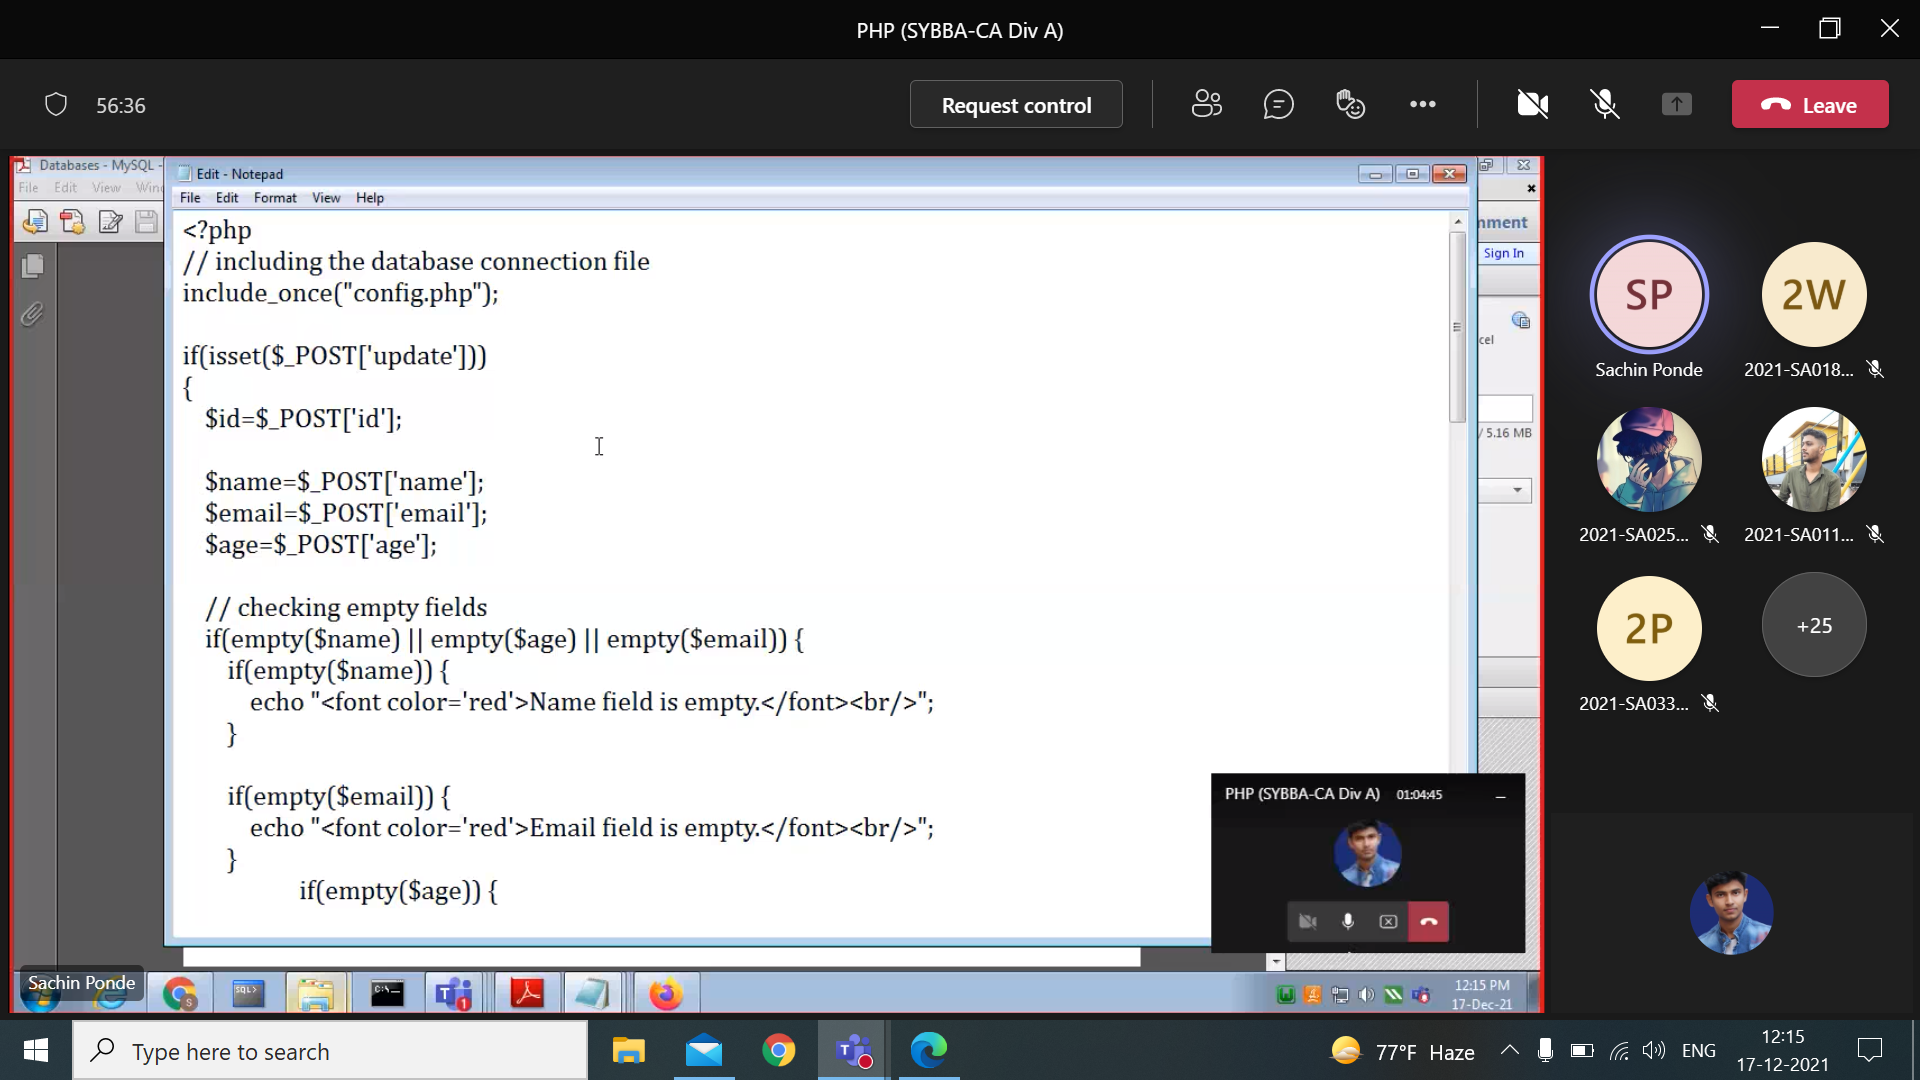 PHP (SYBBA-CA Div A)
56:36
Request control
Leave
Databases - MySQL -
File Edit View
Edit - Notepad
File Edit Format View Help
<?php
// including the database connection file
include_once("config.php");
if(isset($_POST['update']))
{
$id=$_POST['id'];
$name=$_POST['name'];
$email=$_POST['email'];
$age=$_POST['age'];
// checking empty fields
if(empty($name) || empty($age) || empty($email)) {
if(empty($name)) {
echo "<font color='red'>Name field is empty.</font><br/>";
}
if(empty($email)) {
echo "<font color='red'>Email field is empty.</font><br/>";
}
if(empty($age)) {
Sign In
/ 5.16 MB
SP
Sachin Ponde
2W
2021-SA018...
2021-SA025...
2021-SA011...
2P
2021-SA033...
+25
PHP (SYBBA-CA Div A) 01:04:45
Sachin Ponde
SQL>
C:\_
12:15 PM
17-Dec-21
Type here to search
77°F Haze
ENG
12:15
17-12-2021